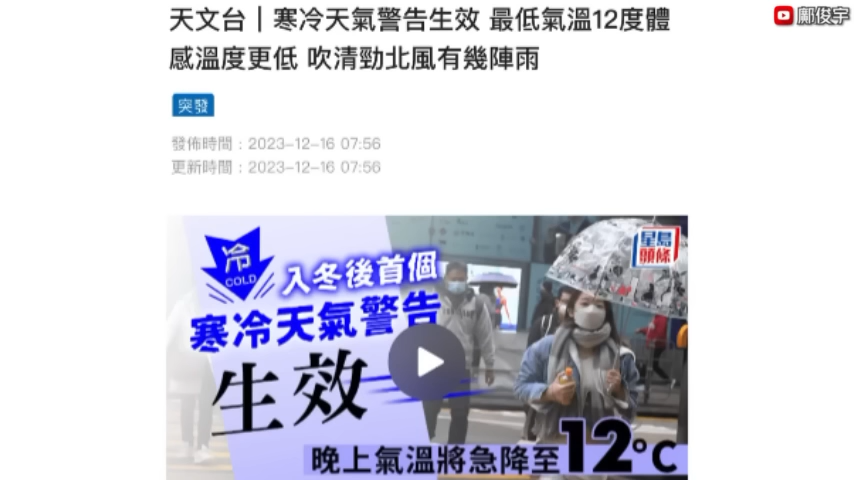 天文台｜寒冷天氣警告生效 最低氣溫12度體
感溫度更低 吹清勁北風有幾陣雨
鄺俊宇
突發
發佈時間：2023-12-16 07:56
更新時間：2023-12-16 07:56
星島
頭條
冷
COLD
入冬後首個
寒冷天氣警告
生效
晚上氣溫將急降至12°C